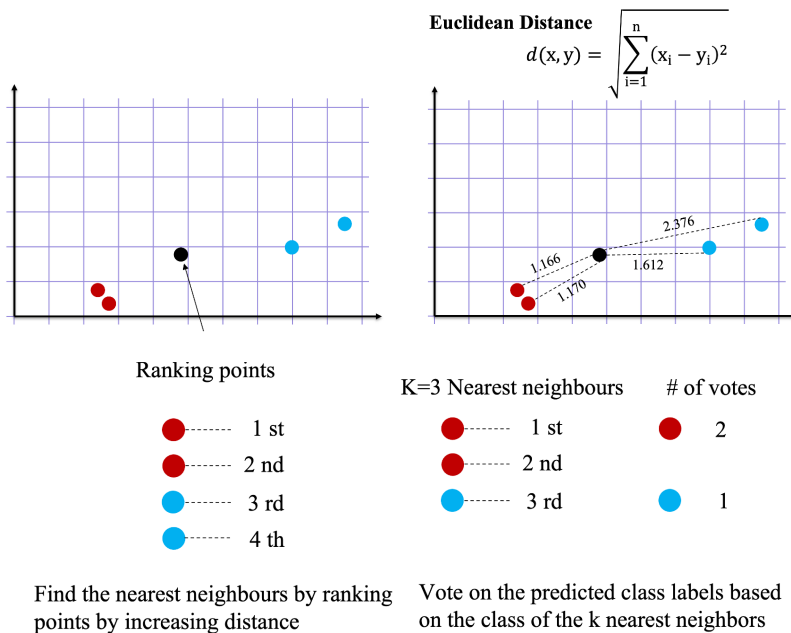 Euclidean Distance
d(x, y) = √∑ⁿᵢ₌₁(xᵢ − yᵢ)²
2.376
1.166
1.612
1.170
Ranking points
1 st
2 nd
3 rd
4 th
Find the nearest neighbours by ranking
points by increasing distance
K=3 Nearest neighbours
# of votes
1 st
2
2 nd
3 rd
1
Vote on the predicted class labels based
on the class of the k nearest neighbors